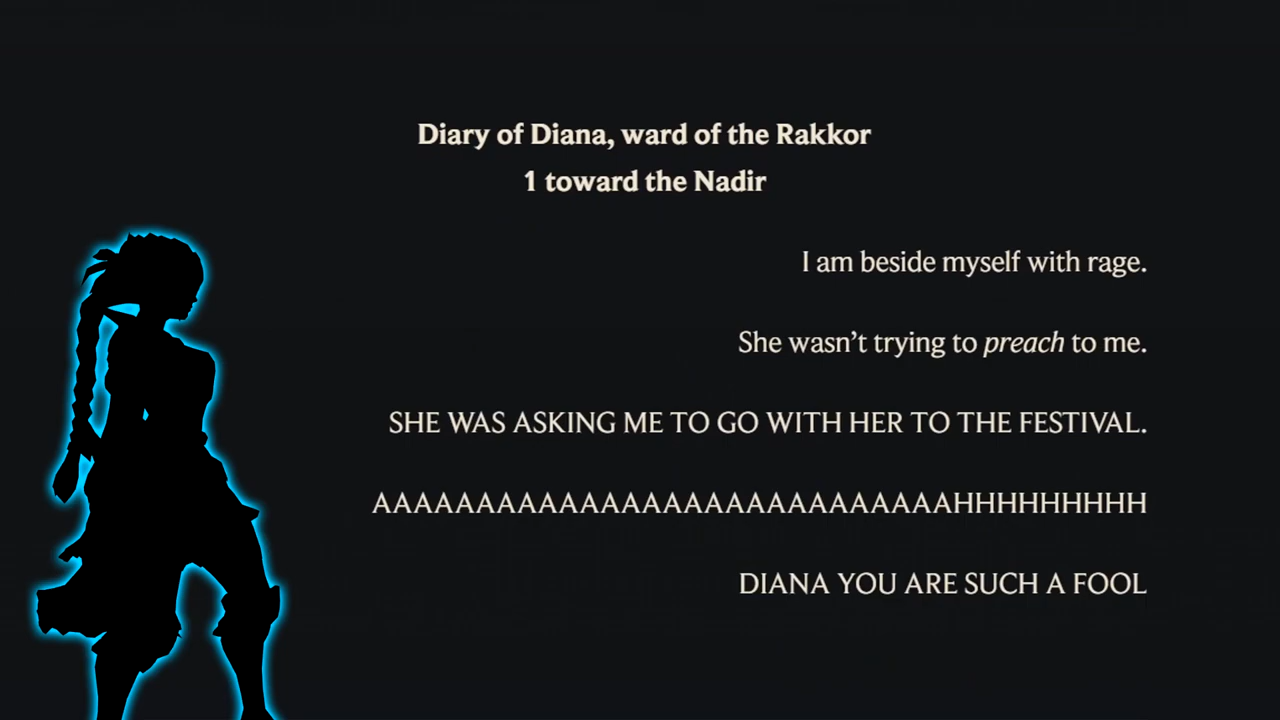 Diary of Diana, ward of the Rakkor
1 toward the Nadir
I am beside myself with rage.
She wasn’t trying to preach to me.
SHE WAS ASKING ME TO GO WITH HER TO THE FESTIVAL.
AAAAAAAAAAAAAAAAAAAAAAAAAAAAHHHHHHHHH
DIANA YOU ARE SUCH A FOOL